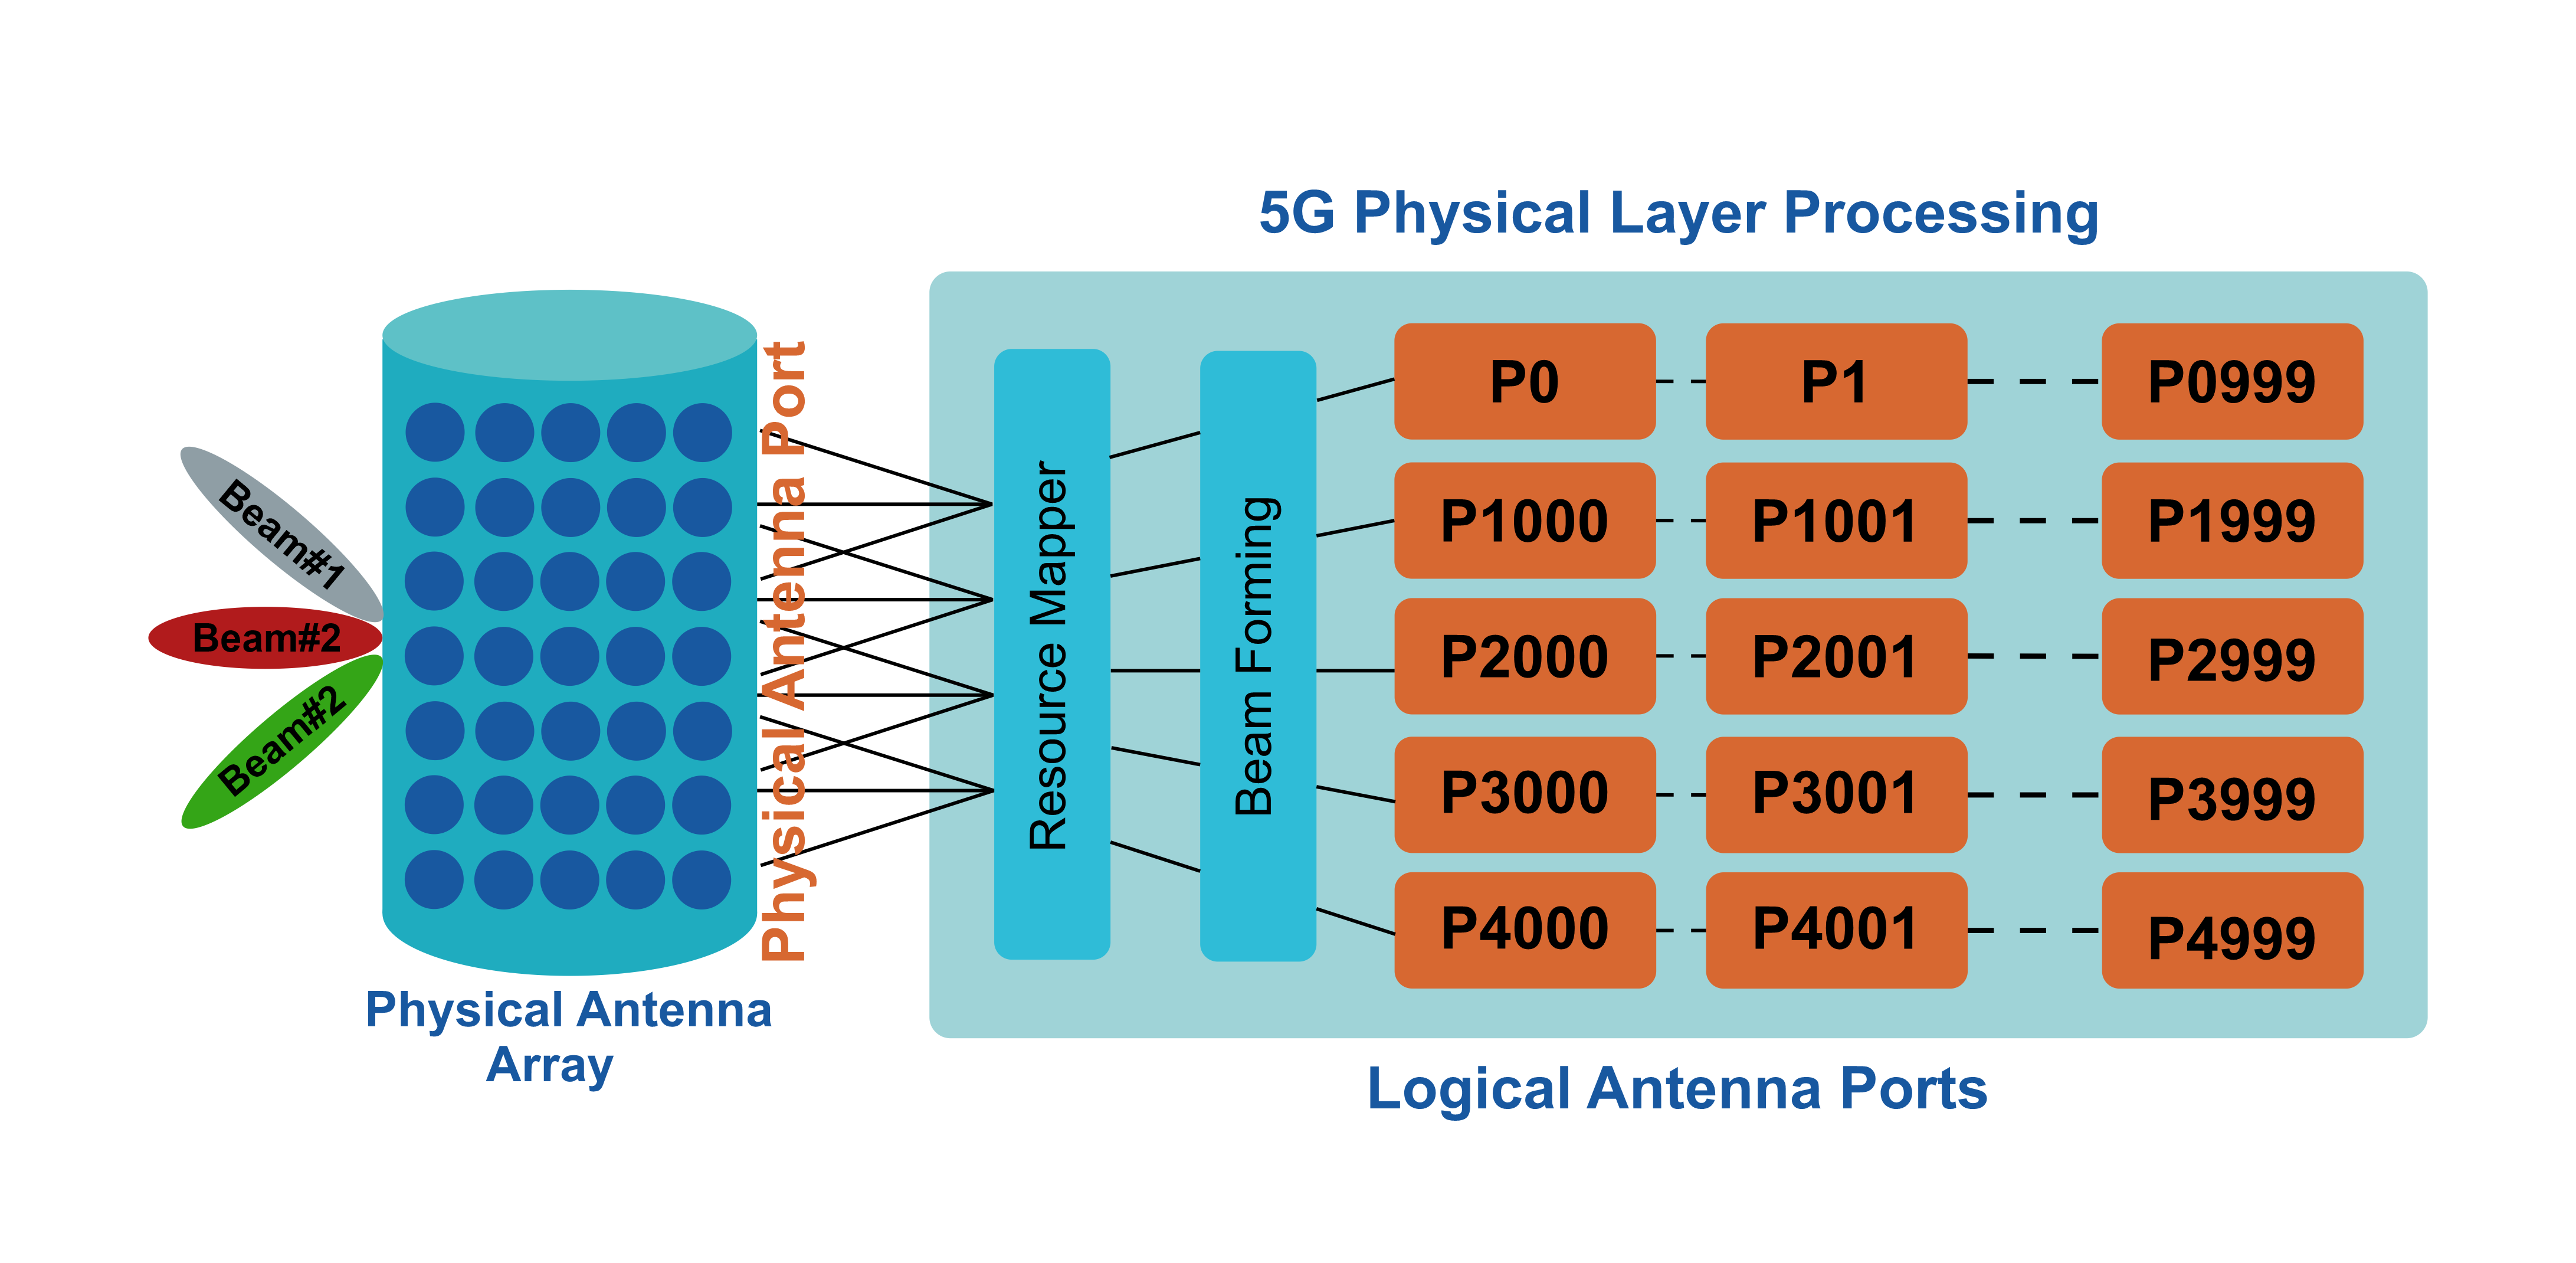 5G Physical Layer Processing
Beam#1
Beam#2
Beam#2
Physical Antenna Port
Resource Mapper
Beam Forming
P0
P1
P0999
P1000
P1001
P1999
P2000
P2001
P2999
P3000
P3001
P3999
P4000
P4001
P4999
Physical Antenna
Array
Logical Antenna Ports